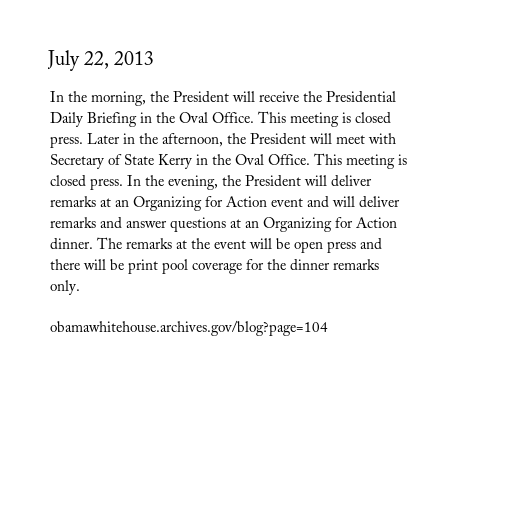 July 22, 2013
In the morning, the President will receive the Presidential
Daily Briefing in the Oval Office. This meeting is closed
press. Later in the afternoon, the President will meet with
Secretary of State Kerry in the Oval Office. This meeting is
closed press. In the evening, the President will deliver
remarks at an Organizing for Action event and will deliver
remarks and answer questions at an Organizing for Action
dinner. The remarks at the event will be open press and
there will be print pool coverage for the dinner remarks
only.
obamawhitehouse.archives.gov/blog?page=104